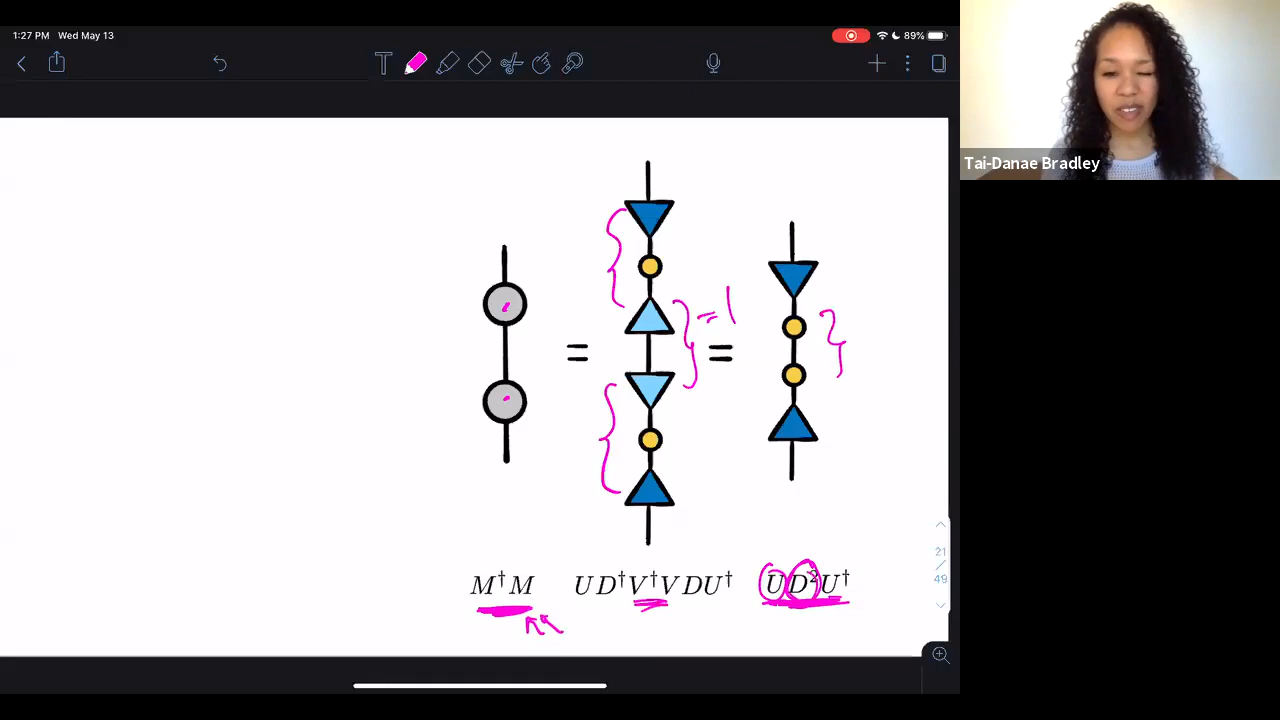 1:27 PM Wed May 13
89%
Tai-Danae Bradley
= 1
=
=
21
/
49
M†M
UD†V†VDU†
UD²U†